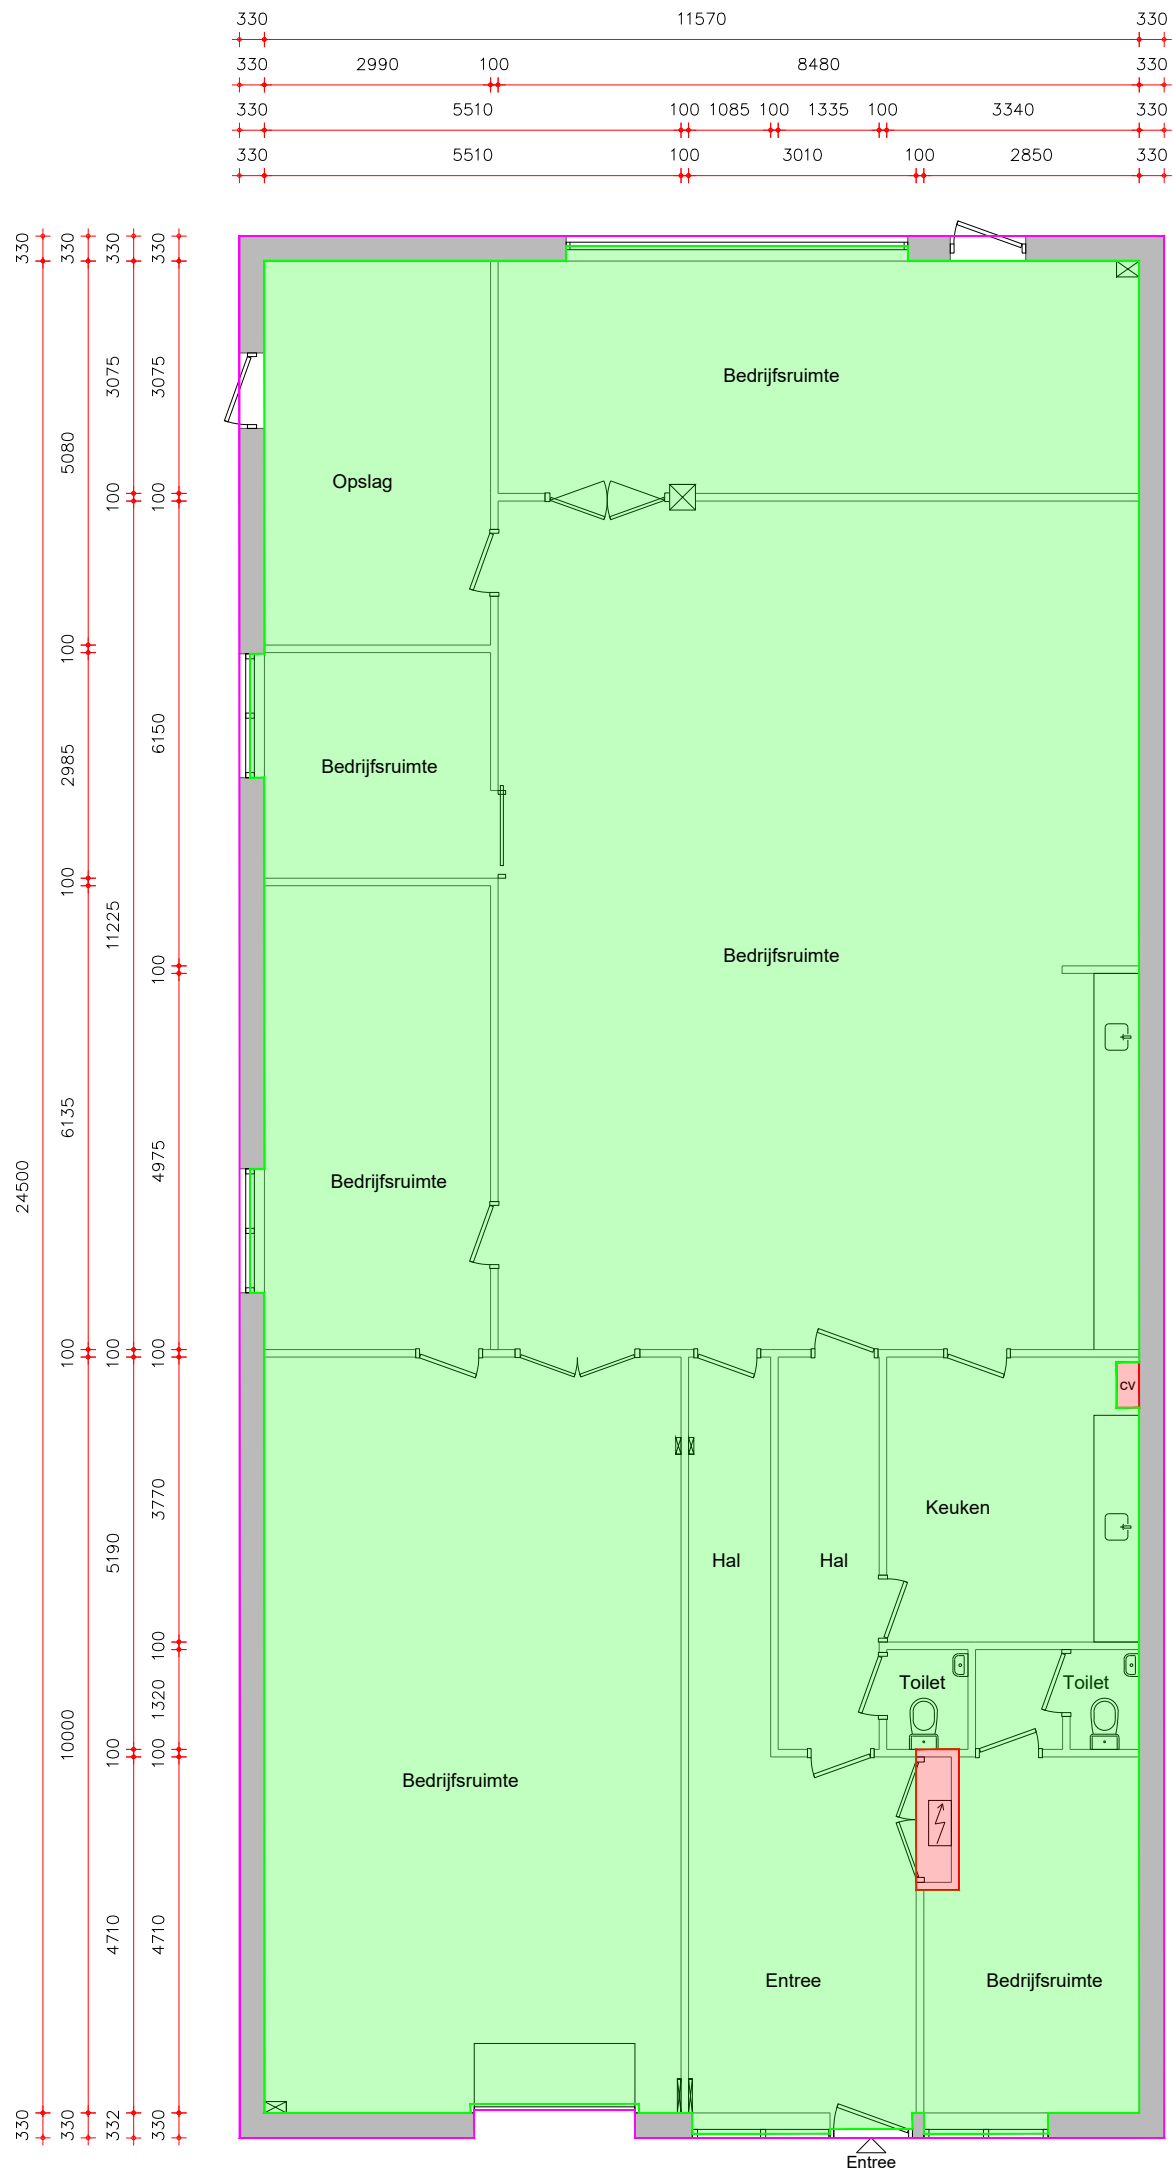 330 11570 330
330 2990 100 8480 330
330 5510 100 1085 100 1335 100 3340 330
330 5510 100 3010 100 2850 330
330 24500 330
330 5080 100 2985 100 6135 100 10000 330
330 3075 100 11225 100 5190 100 4710 332
330 3075 100 6150 100 4975 100 3770 100 1320 100 4710 330
Bedrijfsruimte
Opslag
Bedrijfsruimte
Bedrijfsruimte
Bedrijfsruimte
cv
Keuken
Hal Hal
Toilet Toilet
Bedrijfsruimte
Entree Bedrijfsruimte
Entree